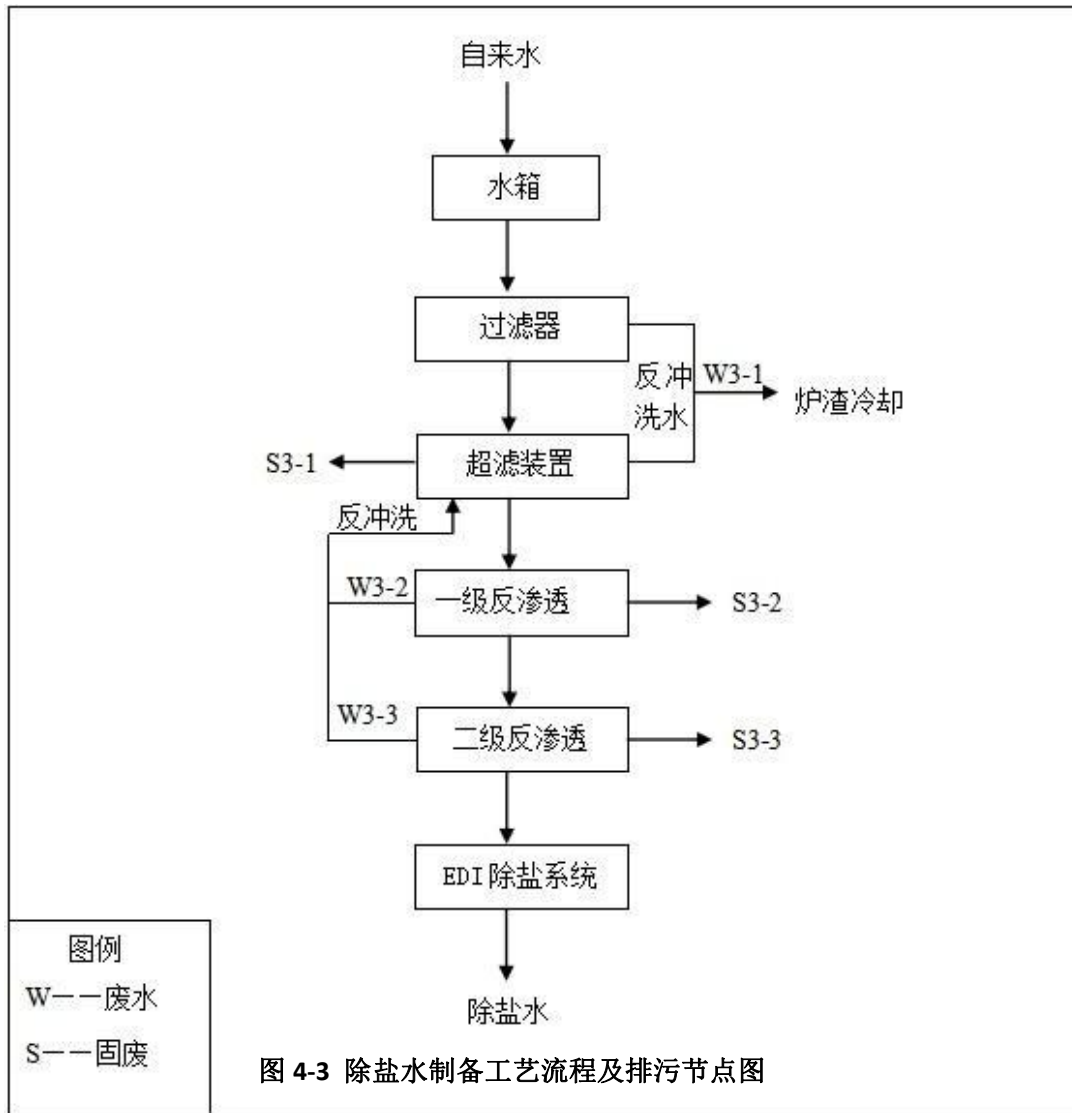 自来水
水箱
过滤器
反冲
洗水
W3-1
炉渣冷却
S3-1
超滤装置
反冲洗
W3-2
一级反渗透
S3-2
W3-3
二级反渗透
S3-3
EDI除盐系统
除盐水
图例
W——废水
S——固废
图 4-3 除盐水制备工艺流程及排污节点图